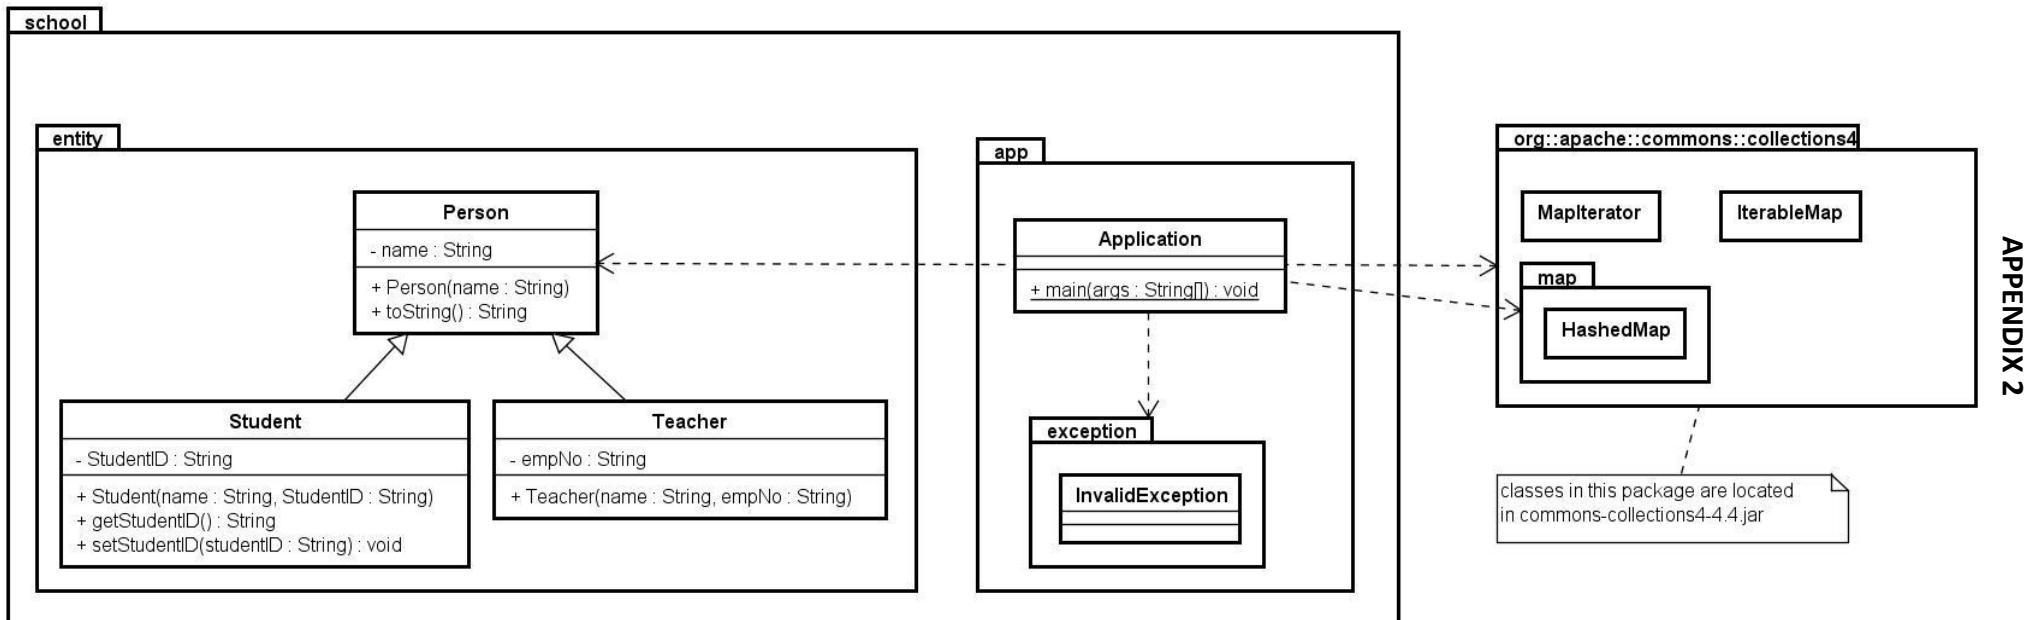 school
entity
Person
- name : String
+ Person(name : String)
+ toString() : String
Student
- StudentID : String
+ Student(name : String, StudentID : String)
+ getStudentID() : String
+ setStudentID(studentID : String) : void
Teacher
- empNo : String
+ Teacher(name : String, empNo : String)
app
Application
+ main(args : String[]) : void
exception
InvalidException
org::apache::commons::collections4
MapIterator
IterableMap
map
HashedMap
classes in this package are located
in commons-collections4-4.4.jar
APPENDIX 2